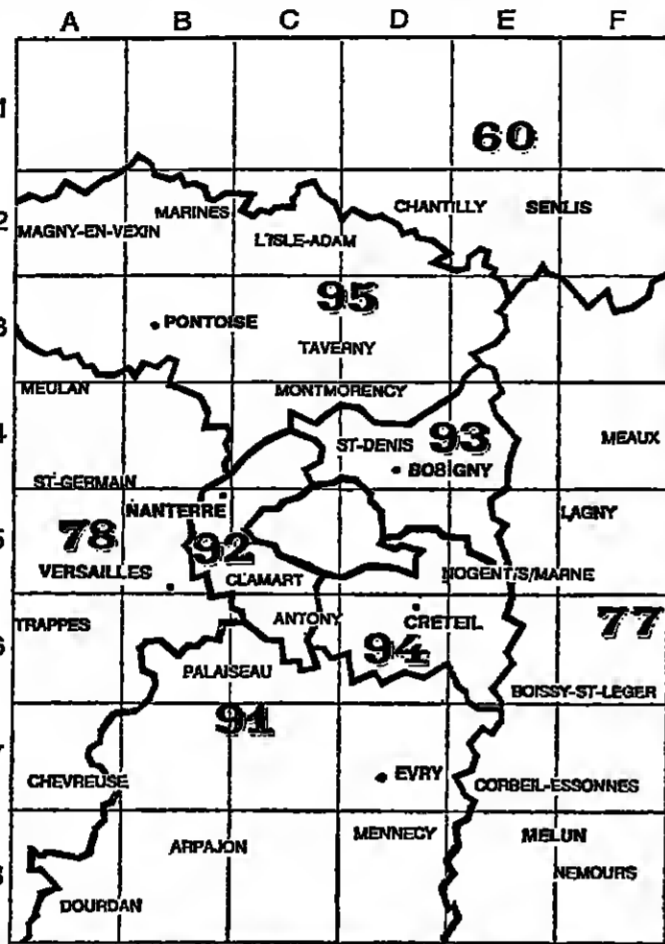 A B C D E F
1
60
2
MARINES CHANTILLY SENLIS
MAGNY-EN-VEXIN L'ISLE-ADAM
95
3
PONTOISE
TAVERNY
MEULAN MONTMORENCY
4
ST-DENIS 93 MEAUX
BOBIGNY
ST-GERMAIN
NANTERRE LAGNY
5
78 92
VERSAILLES CLAMART NOGENT/S/MARNE
TRAPPES ANTONY CRETEIL 77
6
94
PALAISEAU BOISSY-ST-LEGER
91
7
CHEVREUSE EVRY CORBEIL-ESSONNES
ARPAJON MENNECY MELUN
8
NEMOURS
DOURDAN